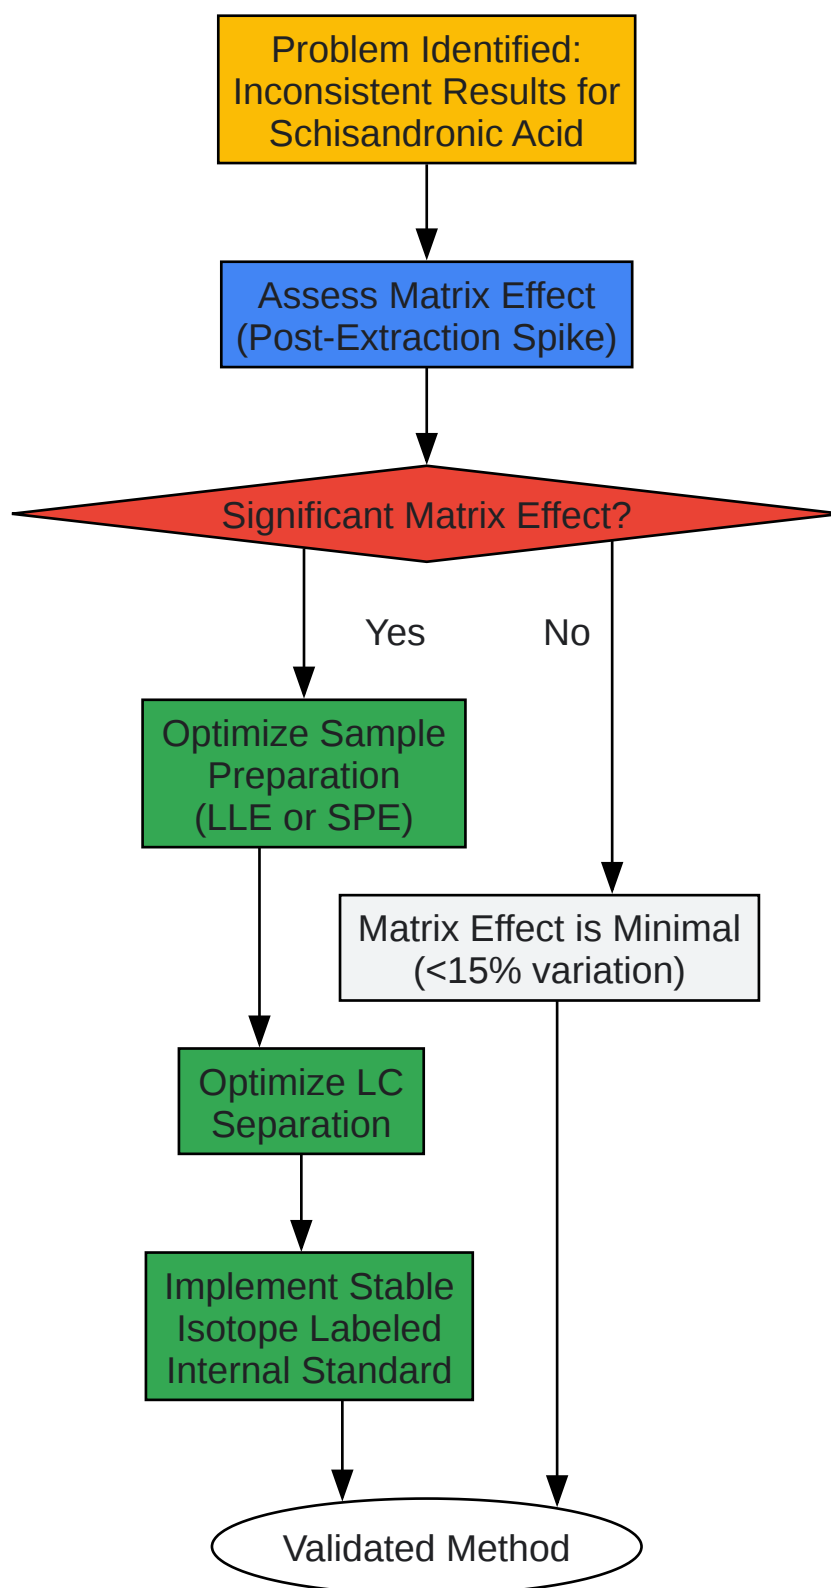 Problem Identified:
Inconsistent Results for
Schisandronic Acid
Assess Matrix Effect
(Post-Extraction Spike)
Significant Matrix Effect?
Yes
No
Optimize Sample
Preparation
(LLE or SPE)
Matrix Effect is Minimal
(<15% variation)
Optimize LC
Separation
Implement Stable
Isotope Labeled
Internal Standard
Validated Method